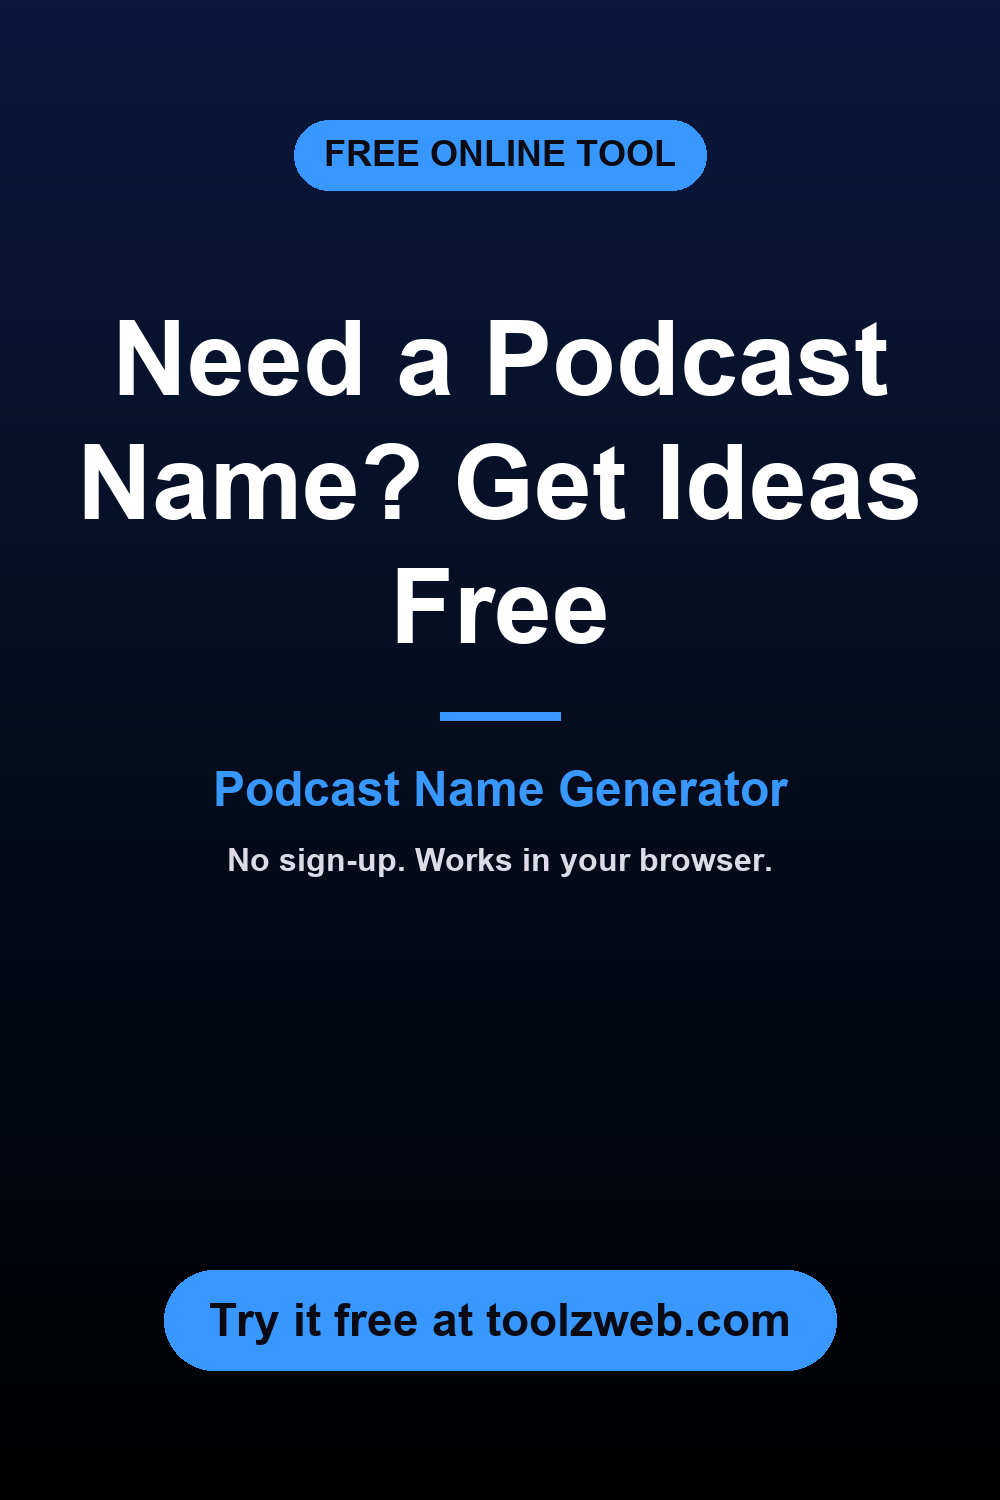 FREE ONLINE TOOL
Need a Podcast
Name? Get Ideas
Free
Podcast Name Generator
No sign-up. Works in your browser.
Try it free at toolzweb.com